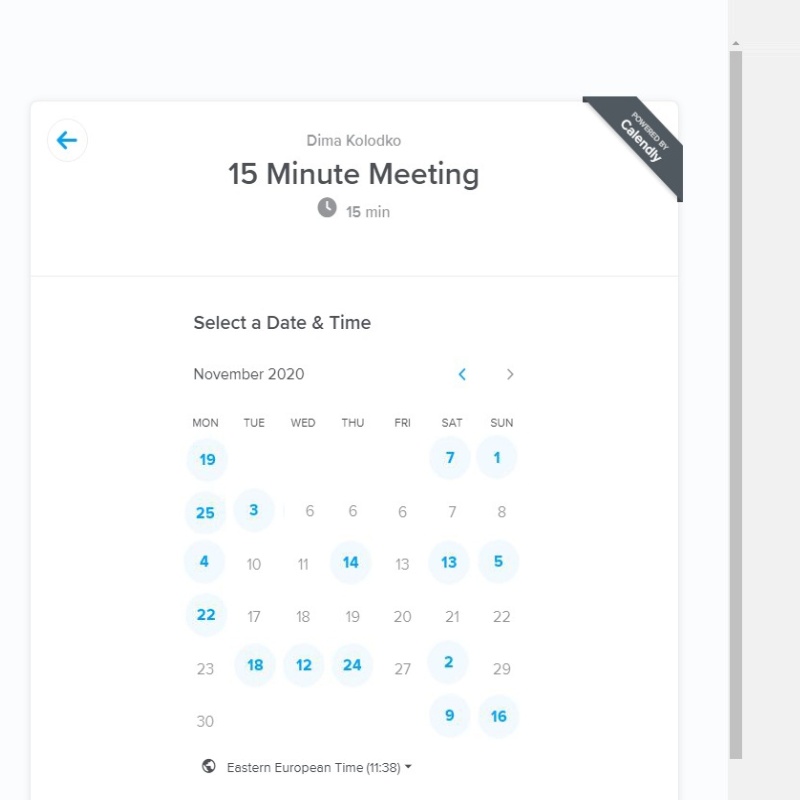 POWERED BY
Calendly
Dima Kolodko
15 Minute Meeting
15 min
Select a Date & Time
November 2020
MON TUE WED THU FRI SAT SUN
19 7 1
25 3 6 6 6 7 8
4 10 11 14 13 13 5
22 17 18 19 20 21 22
23 18 12 24 27 2 29
30 9 16
Eastern European Time (11:38)